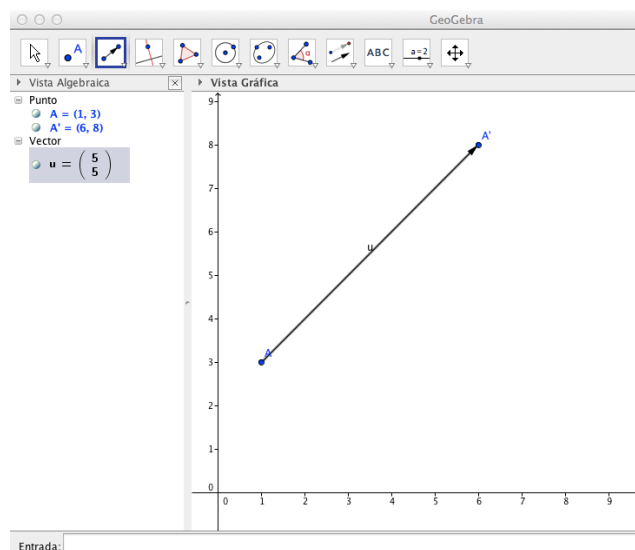 GeoGebra
A
α
ABC
a=2
Vista Algebraica
Vista Gráfica
Punto
A = (1, 3)
A' = (6, 8)
Vector
u = ( 5
5 )
9
8
7
6
5
4
3
2
1
0
0 1 2 3 4 5 6 7 8 9
A'
u
A
Entrada: